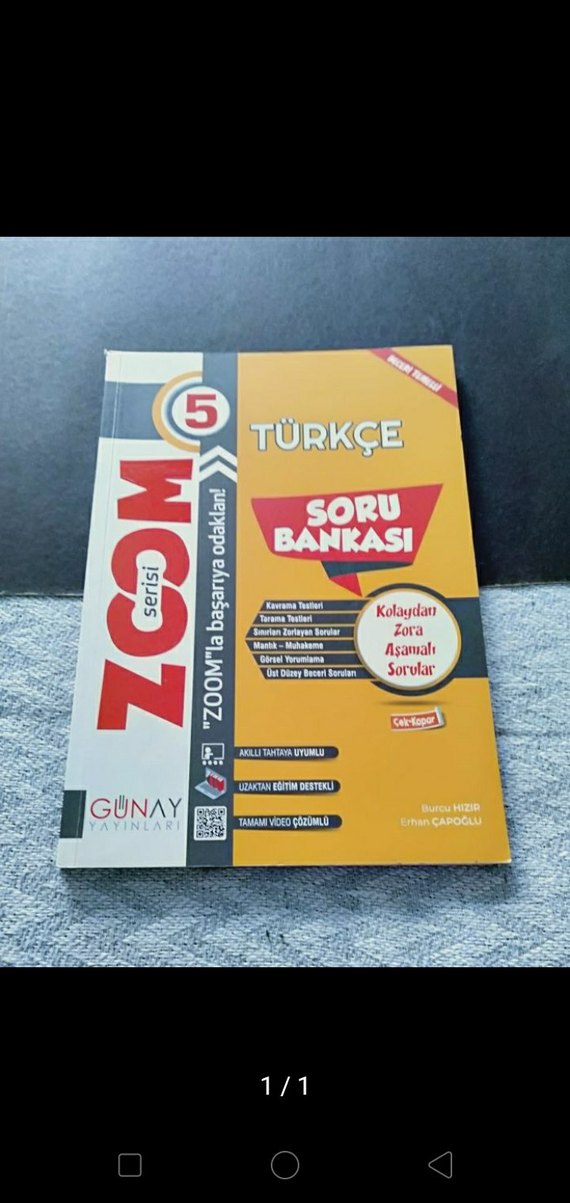 BECERİ TEMELLİ
5
TÜRKÇE
ZOOM
serisi
"ZOOM"la başarıya odaklan!
SORU
BANKASI
Kavrama Testleri
Tarama Testleri
Sınırları Zorlayan Sorular
Mantık – Muhakeme
Görsel Yorumlama
Üst Düzey Beceri Soruları
Kolaydan
Zora
Aşamalı
Sorular
Çek-Kopar
AKILLI TAHTAYA UYUMLU
UZAKTAN EĞİTİM DESTEKLİ
TAMAMI VİDEO ÇÖZÜMLÜ
GÜNAY
YAYINLARI
Burcu HIZIR
Erhan ÇAPOĞLU
1 / 1